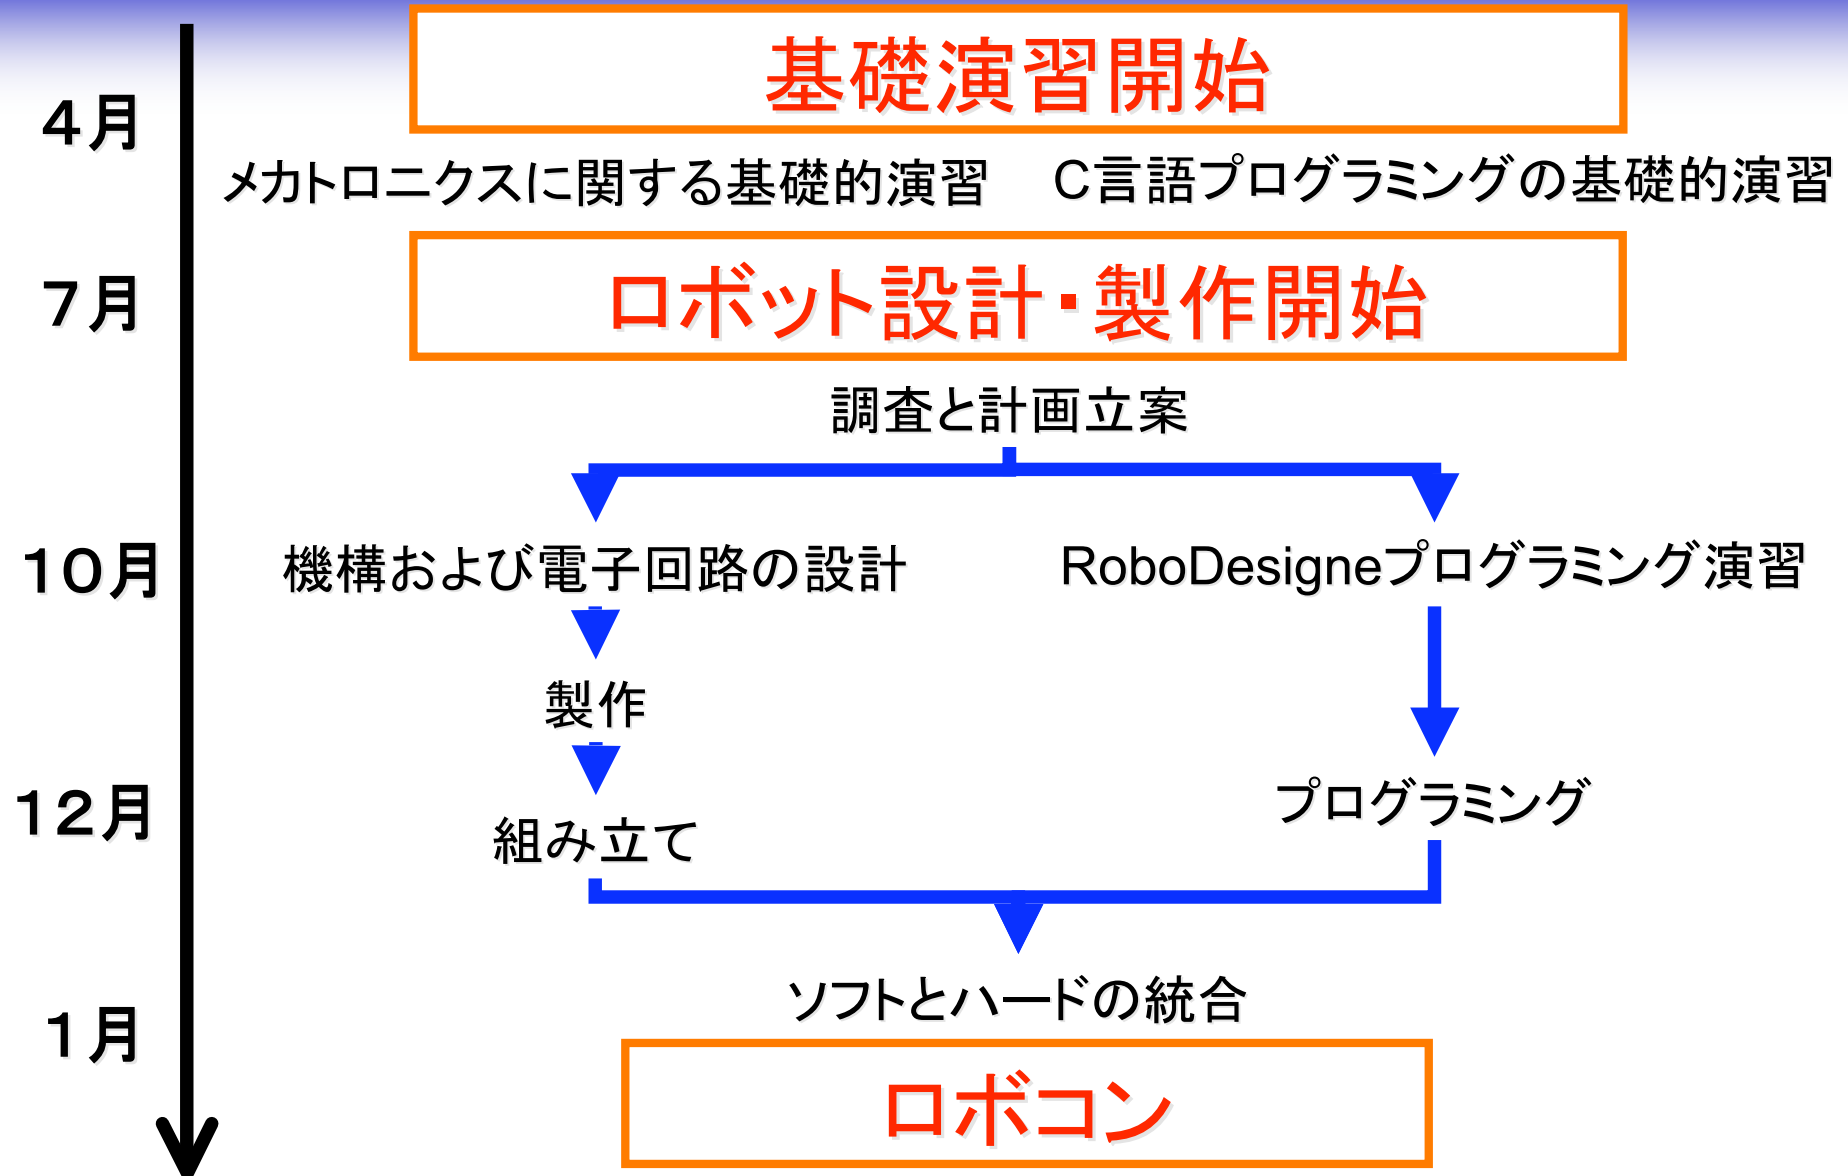 基礎演習開始
4月
メカトロニクスに関する基礎的演習 C言語プログラミングの基礎的演習
7月
ロボット設計・製作開始
調査と計画立案
10月
機構および電子回路の設計 RoboDesigneプログラミング演習
製作
12月
プログラミング
組み立て
ソフトとハードの統合
1月
ロボコン